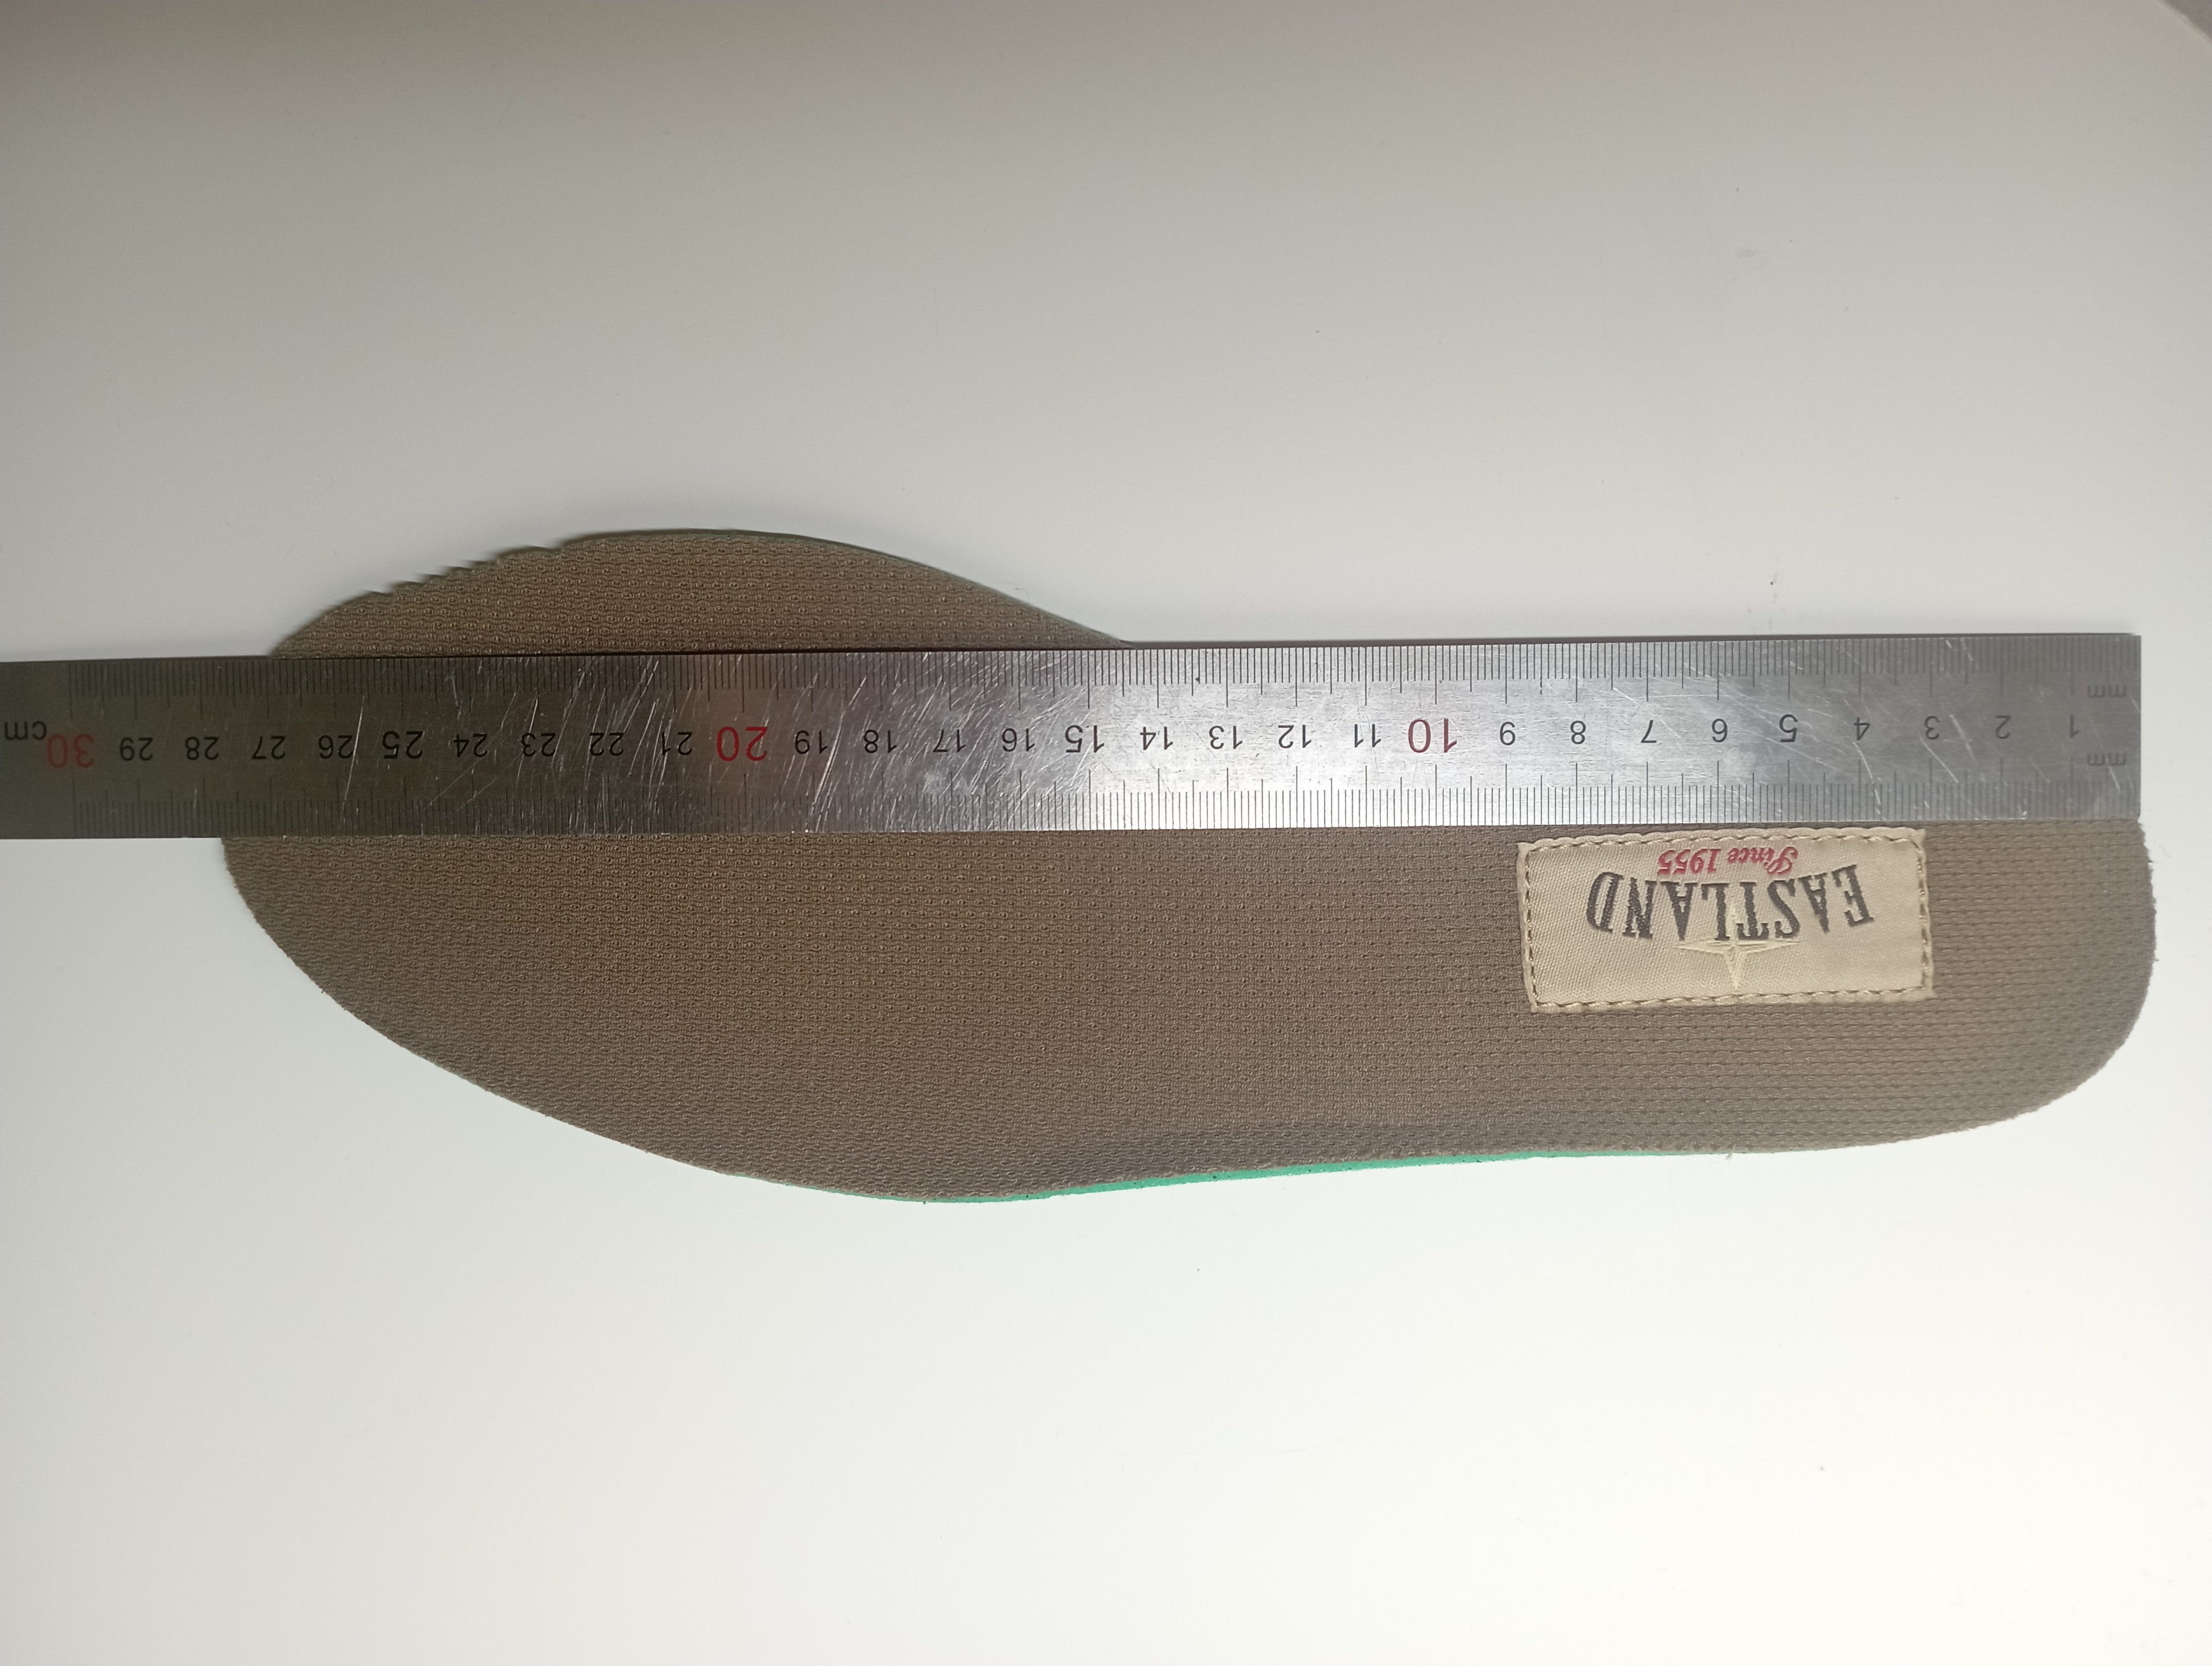 mm
1 2 3 4 5 6 7 8 9 10 11 12 13 14 15 16 17 18 19 20 21 22 23 24 25 26 27 28 29 30 cm
mm
EASTLAND
Since 1955